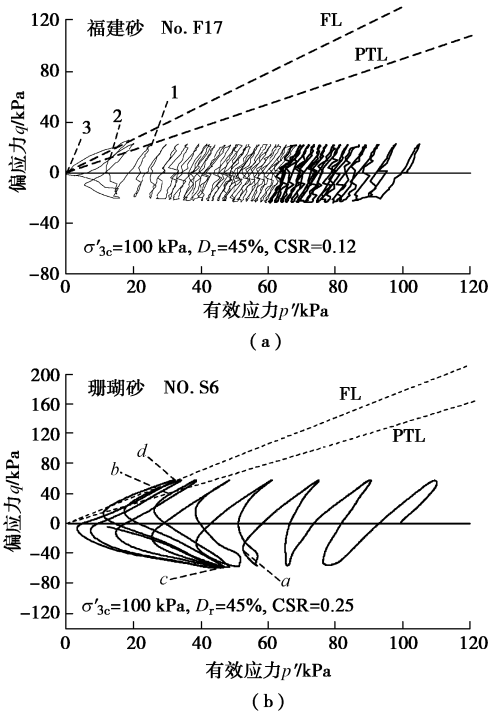 福建砂 No. F17
FL
PTL
1
2
3
偏应力q/kPa
120
80
40
0
-40
-80
σ′3c=100 kPa, Dr=45%, CSR=0.12
0 20 40 60 80 100 120
有效应力p′/kPa
(a)
珊瑚砂 NO. S6
FL
PTL
d
b
c
a
偏应力q/kPa
200
160
120
80
40
0
-40
-80
-120
σ′3c=100 kPa, Dr=45%, CSR=0.25
0 20 40 60 80 100 120
有效应力p′/kPa
(b)